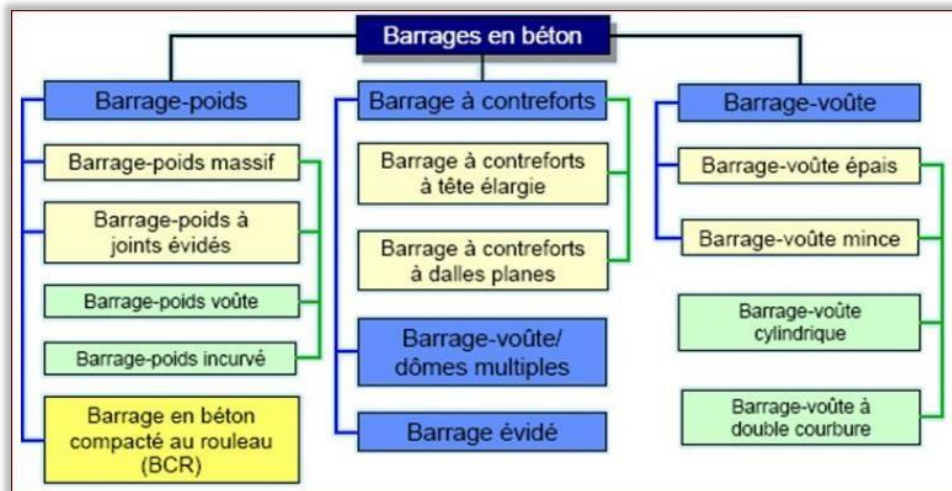 Barrages en béton
Barrage-poids
Barrage-poids massif
Barrage-poids à
joints évidés
Barrage-poids voûte
Barrage-poids incurvé
Barrage en béton
compacté au rouleau
(BCR)
Barrage à contreforts
Barrage à contreforts
à tête élargie
Barrage à contreforts
à dalles planes
Barrage-voûte/
dômes multiples
Barrage évidé
Barrage-voûte
Barrage-voûte épais
Barrage-voûte mince
Barrage-voûte
cylindrique
Barrage-voûte à
double courbure